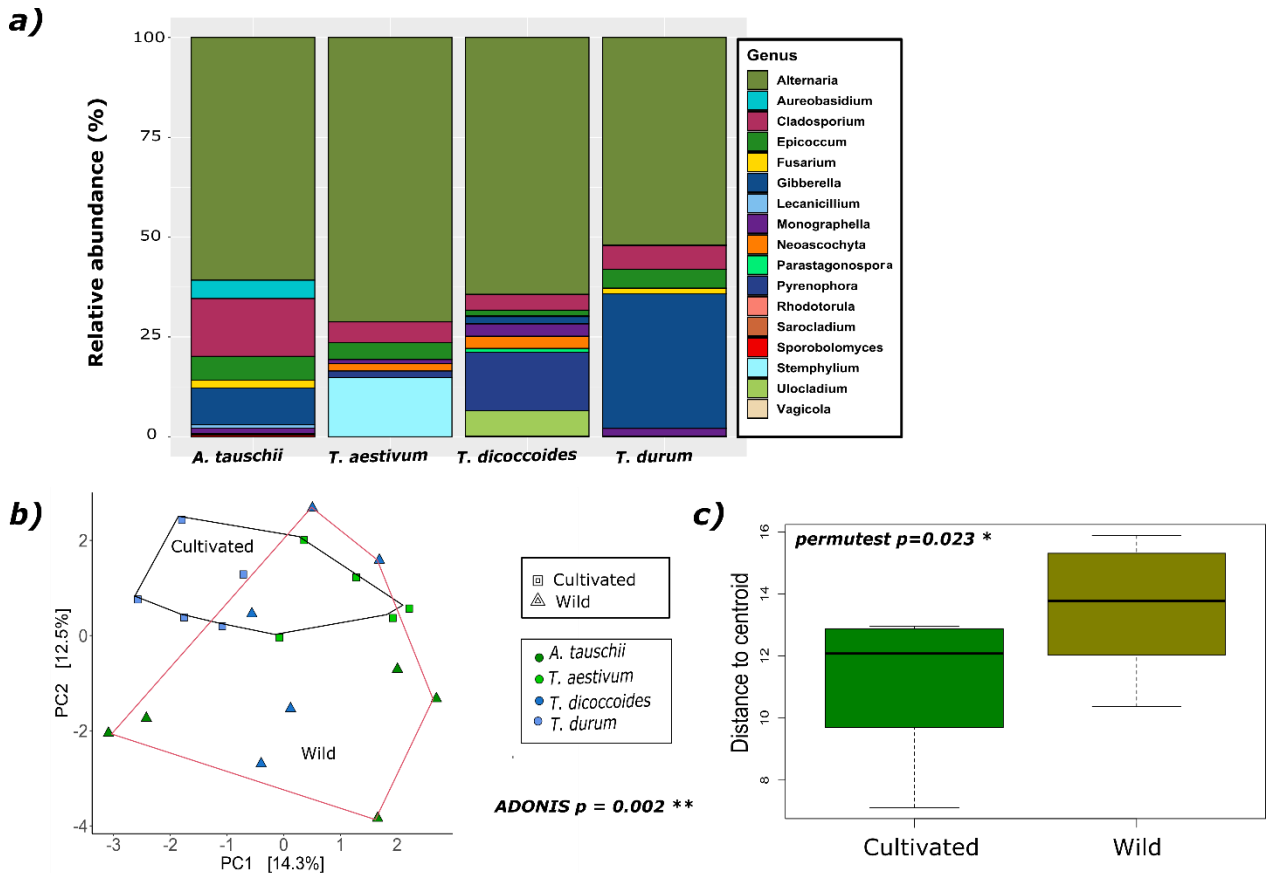 a)
Relative abundance (%)
100
75
50
25
0
A. tauschii
T. aestivum
T. dicoccoides
T. durum
Genus
Alternaria
Aureobasidium
Cladosporium
Epicoccum
Fusarium
Gibberella
Lecanicillium
Monographella
Neoascochyta
Parastagonospora
Pyrenophora
Rhodotorula
Sarocladium
Sporobolomyces
Stemphylium
Ulocladium
Vagicola
b)
PC2 [12.5%]
2
0
-2
-4
Cultivated
Wild
-3
-2
-1
0
1
2
PC1 [14.3%]
Cultivated
Wild
A. tauschii
T. aestivum
T. dicoccoides
T. durum
ADONIS p = 0.002 **
c)
permutest p=0.023 *
Distance to centroid
16
14
12
10
8
Cultivated
Wild